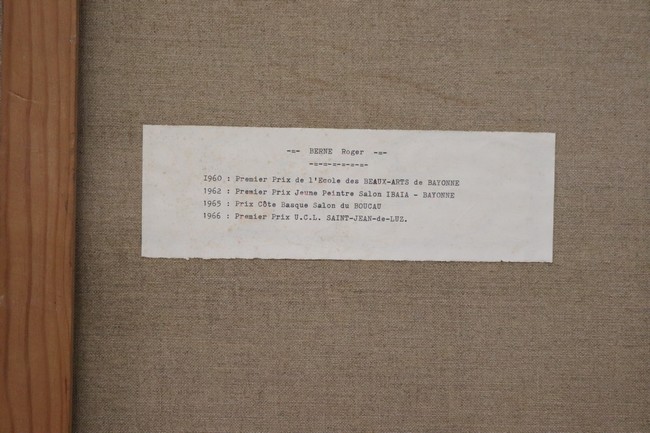 -=- BERNE Roger -=-
-=-=-=-=-=-=-
1960 : Premier Prix de l'Ecole des BEAUX-ARTS de BAYONNE
1962 : Premier Prix Jeune Peintre Salon IBAIA - BAYONNE
1965 : Prix Côte Basque Salon du BOUCAU
1966 : Premier Prix U.C.L. SAINT-JEAN-de-LUZ.